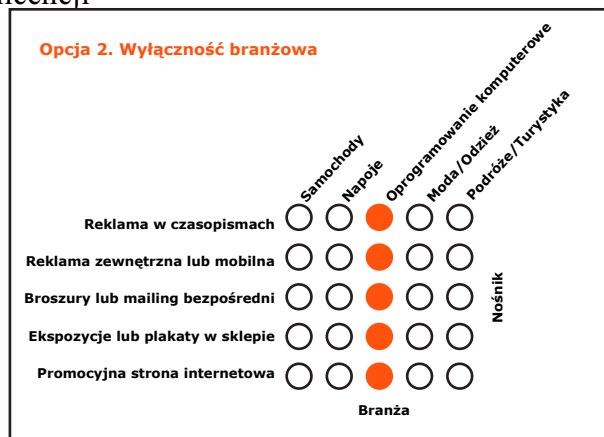 Opcja 2. Wyłączność branżowa
Samochody
Napoje
Oprogramowanie komputerowe
Moda/Odzież
Podróże/Turystyka
Reklama w czasopismach
Reklama zewnętrzna lub mobilna
Broszury lub mailing bezpośredni
Ekspozycje lub plakaty w sklepie
Promocyjna strona internetowa
Nośnik
Branża